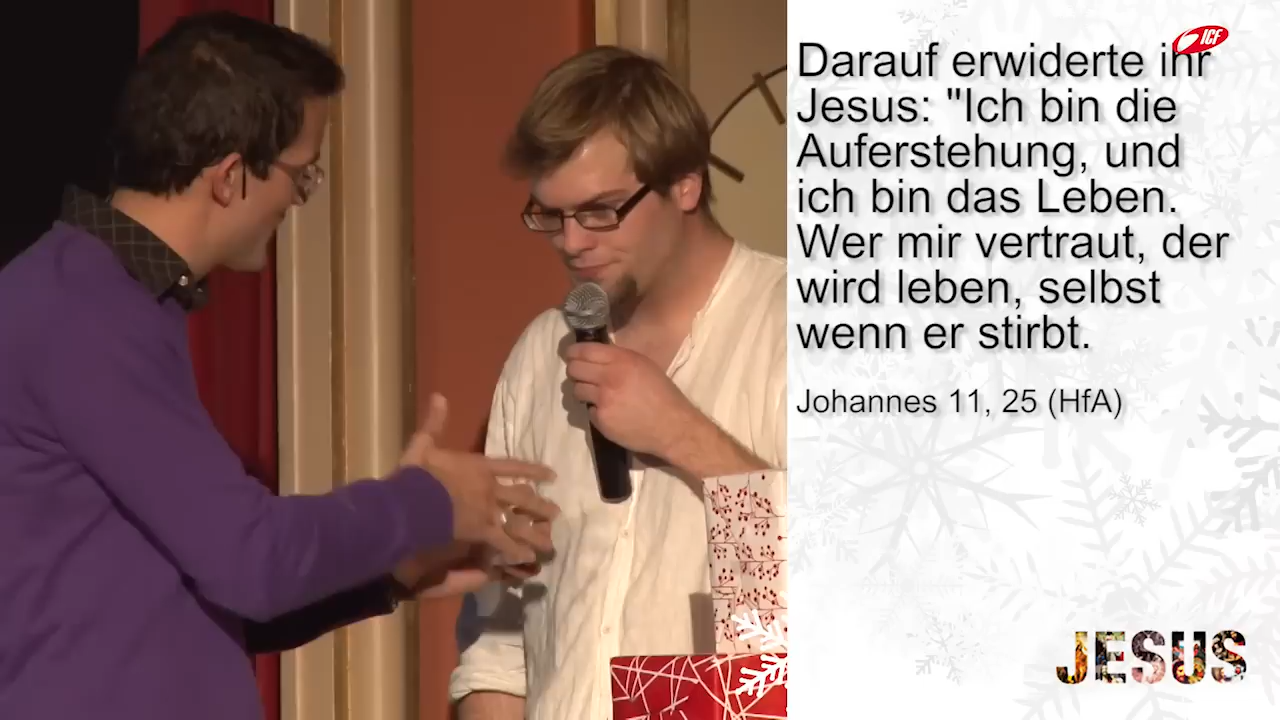 ICF
Darauf erwiderte ihr
Jesus: "Ich bin die
Auferstehung, und
ich bin das Leben.
Wer mir vertraut, der
wird leben, selbst
wenn er stirbt.
Johannes 11, 25 (HfA)
JESUS